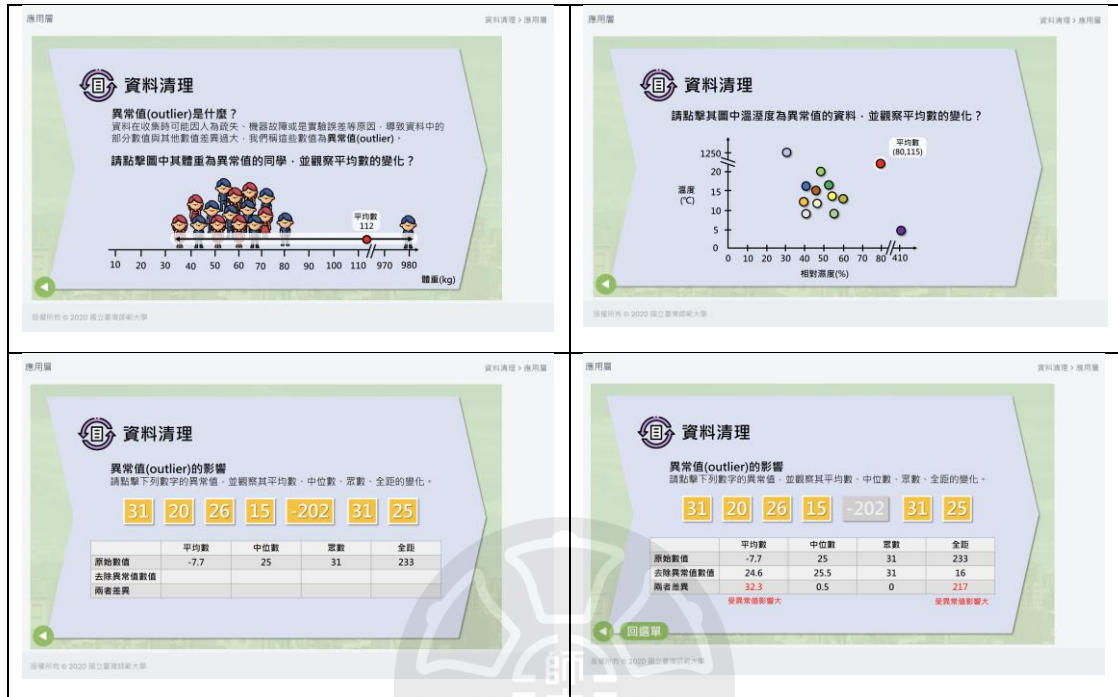 應用層
資料清理 > 應用層
資料清理
異常值(outlier)是什麼？
資料在收集時可能因人為疏失、機器故障或是實驗誤差等原因，導致資料中的
部分數值與其他數值差異過大，我們稱這些數值為異常值(outlier)。
請點擊圖中其體重為異常值的同學，並觀察平均數的變化？
平均數
112
10 20 30 40 50 60 70 80 90 100 110 970 980
體重(kg)
版權所有 © 2020 國立臺灣師範大學
應用層
資料清理 > 應用層
資料清理
請點擊其圖中溫溼度為異常值的資料，並觀察平均數的變化？
平均數
(80,115)
1250
20
15
10
5
0
溫度
(℃)
0 10 20 30 40 50 60 70 80 410
相對濕度(%)
版權所有 © 2020 國立臺灣師範大學
應用層
資料清理 > 應用層
資料清理
異常值(outlier)的影響
請點擊下列數字的異常值，並觀察其平均數、中位數、眾數、全距的變化。
31 20 26 15 -202 31 25
平均數 中位數 眾數 全距
原始數值 -7.7 25 31 233
去除異常值數值
兩者差異
版權所有 © 2020 國立臺灣師範大學
應用層
資料清理 > 應用層
資料清理
異常值(outlier)的影響
請點擊下列數字的異常值，並觀察其平均數、中位數、眾數、全距的變化。
31 20 26 15 -202 31 25
平均數 中位數 眾數 全距
原始數值 -7.7 25 31 233
去除異常值數值 24.6 25.5 31 16
兩者差異 32.3 0.5 0 217
受異常值影響大 受異常值影響大
回選單
版權所有 © 2020 國立臺灣師範大學
師